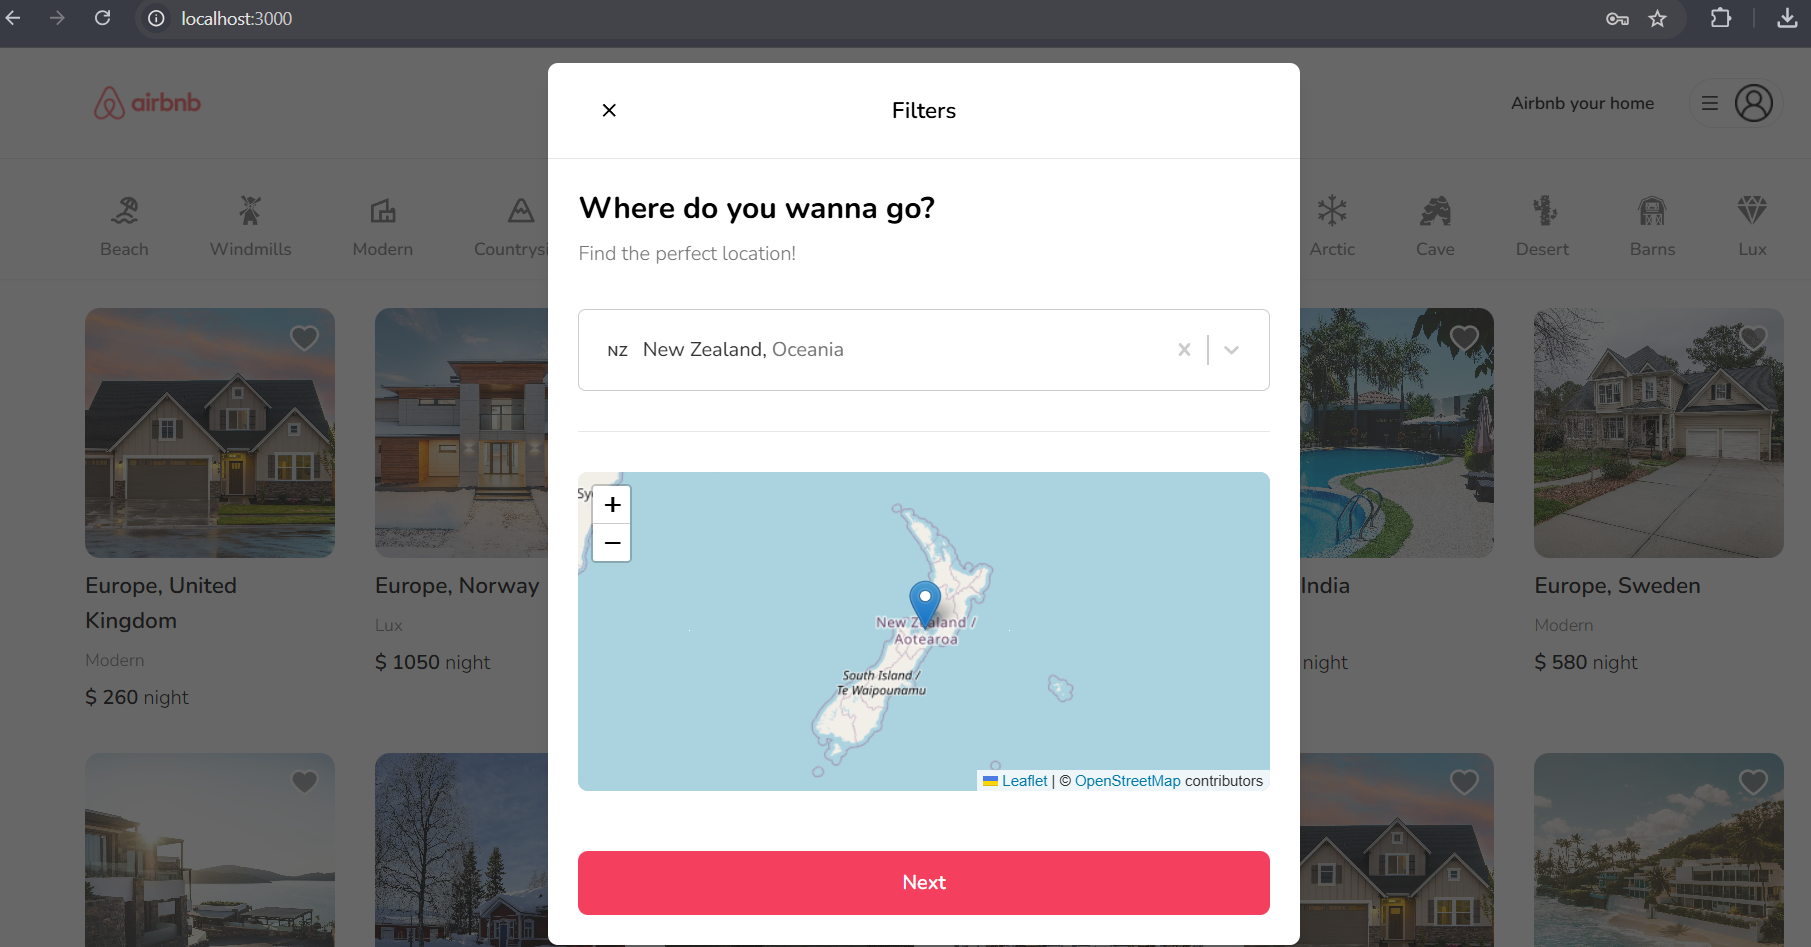 localhost:3000
Filters
airbnb
Airbnb your home
Where do you wanna go?
Find the perfect location!
Beach
Windmills
Modern
Countrysi
Arctic
Cave
Desert
Barns
Lux
NZ New Zealand, Oceania
Sy
+
−
New Zealand /
Aotearoa
South Island /
Te Waipounamu
Leaflet | © OpenStreetMap contributors
Next
Europe, United
Kingdom
Modern
$ 260 night
Europe, Norway
Lux
$ 1050 night
India
night
Europe, Sweden
Modern
$ 580 night